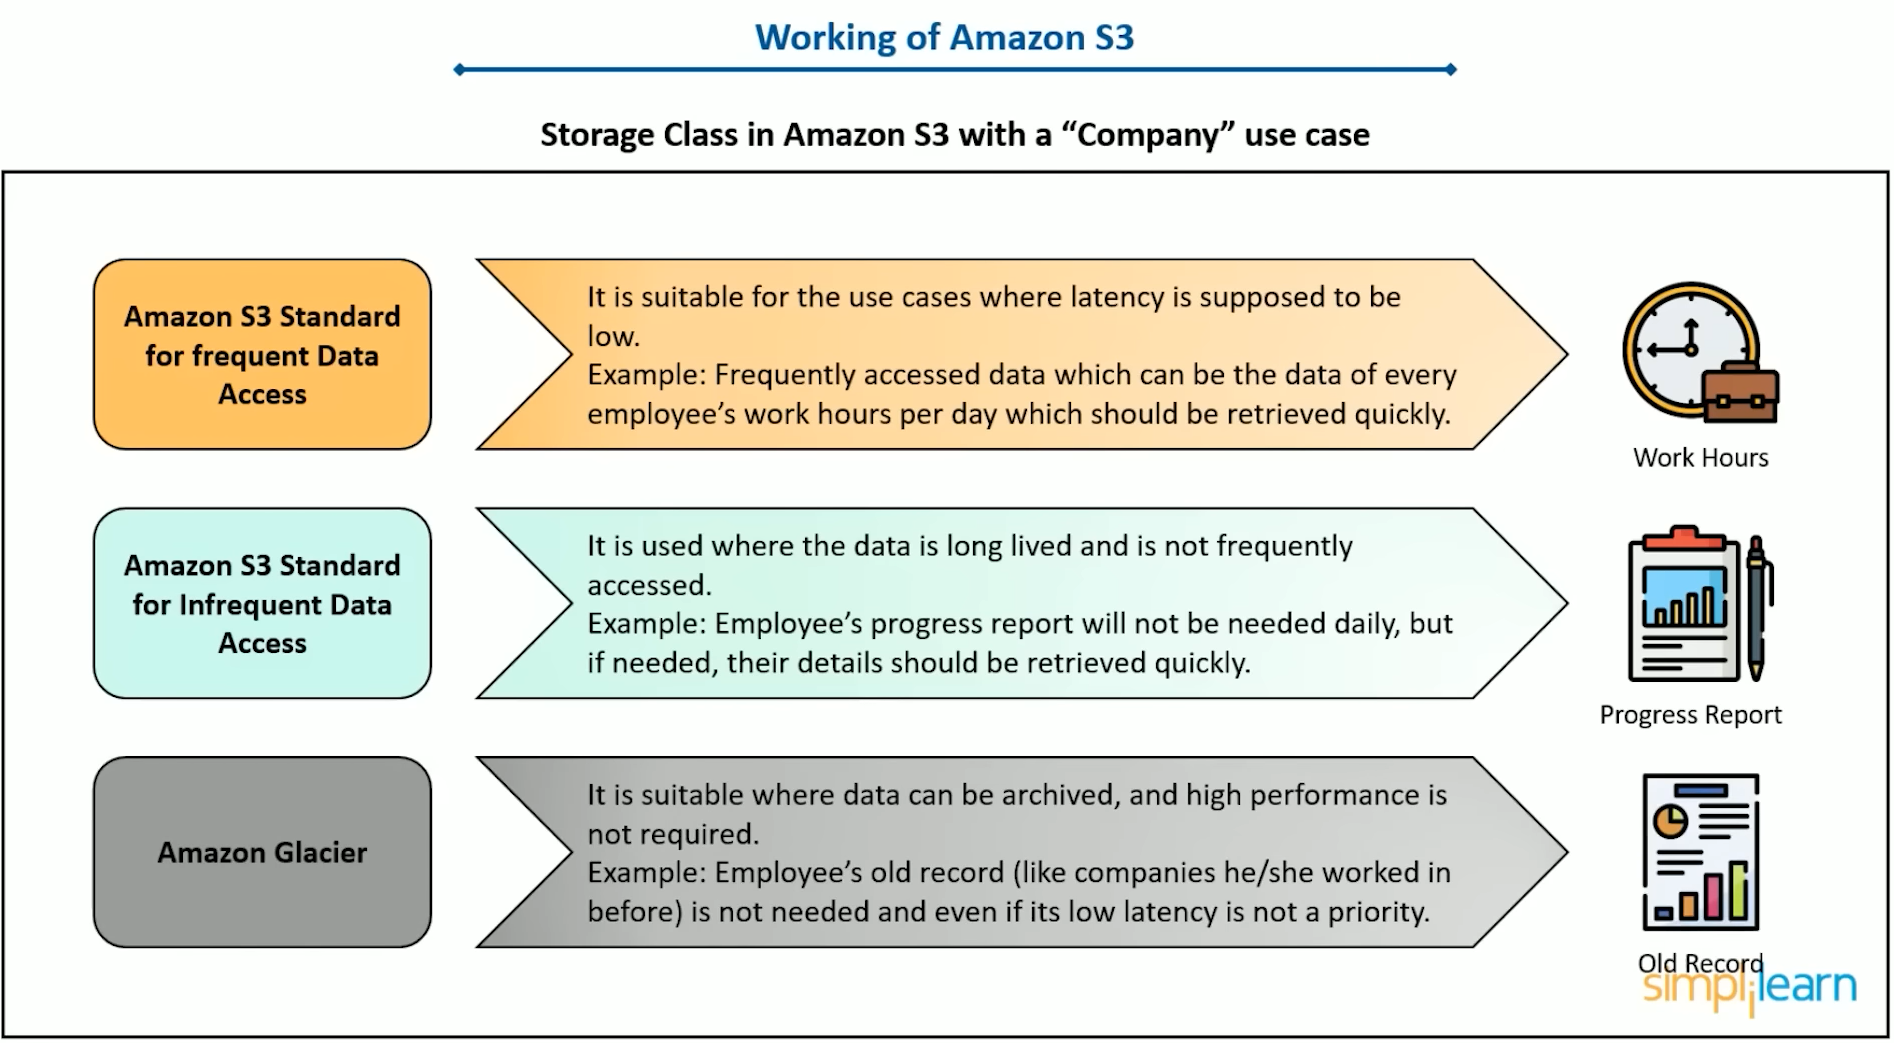 Working of Amazon S3
Storage Class in Amazon S3 with a “Company” use case
Amazon S3 Standard
for frequent Data
Access
It is suitable for the use cases where latency is supposed to be
low.
Example: Frequently accessed data which can be the data of every
employee’s work hours per day which should be retrieved quickly.
Work Hours
Amazon S3 Standard
for Infrequent Data
Access
It is used where the data is long lived and is not frequently
accessed.
Example: Employee’s progress report will not be needed daily, but
if needed, their details should be retrieved quickly.
Progress Report
Amazon Glacier
It is suitable where data can be archived, and high performance is
not required.
Example: Employee’s old record (like companies he/she worked in
before) is not needed and even if its low latency is not a priority.
Old Record
simplilearn